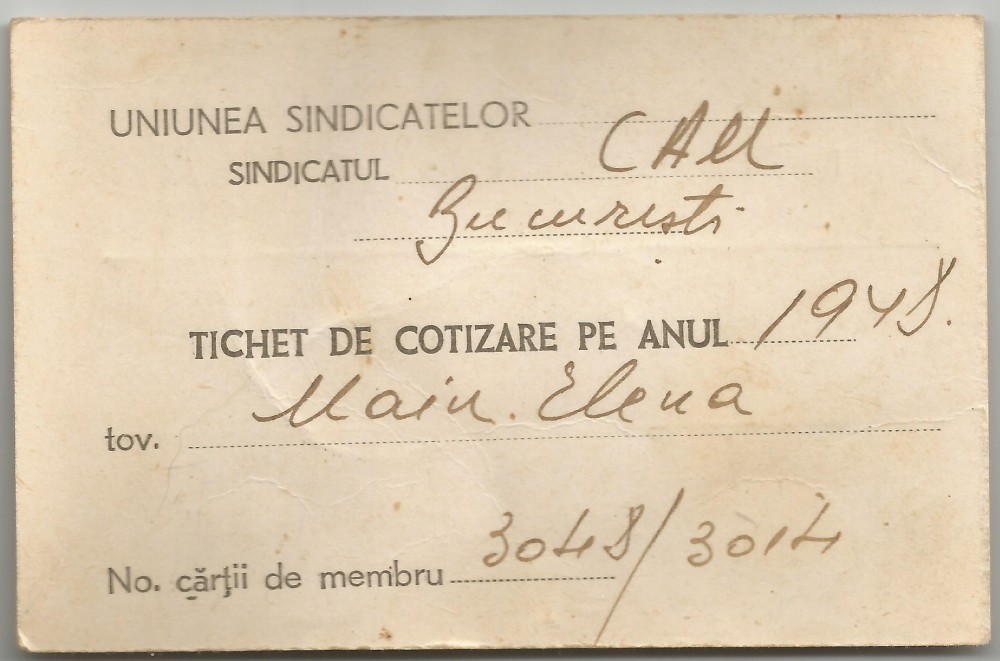 UNIUNEA SINDICATELOR
SINDICATUL CAM
Bucuresti
TICHET DE COTIZARE PE ANUL 1948.
tov. Main. Elena
No. cărţii de membru 3048/3014